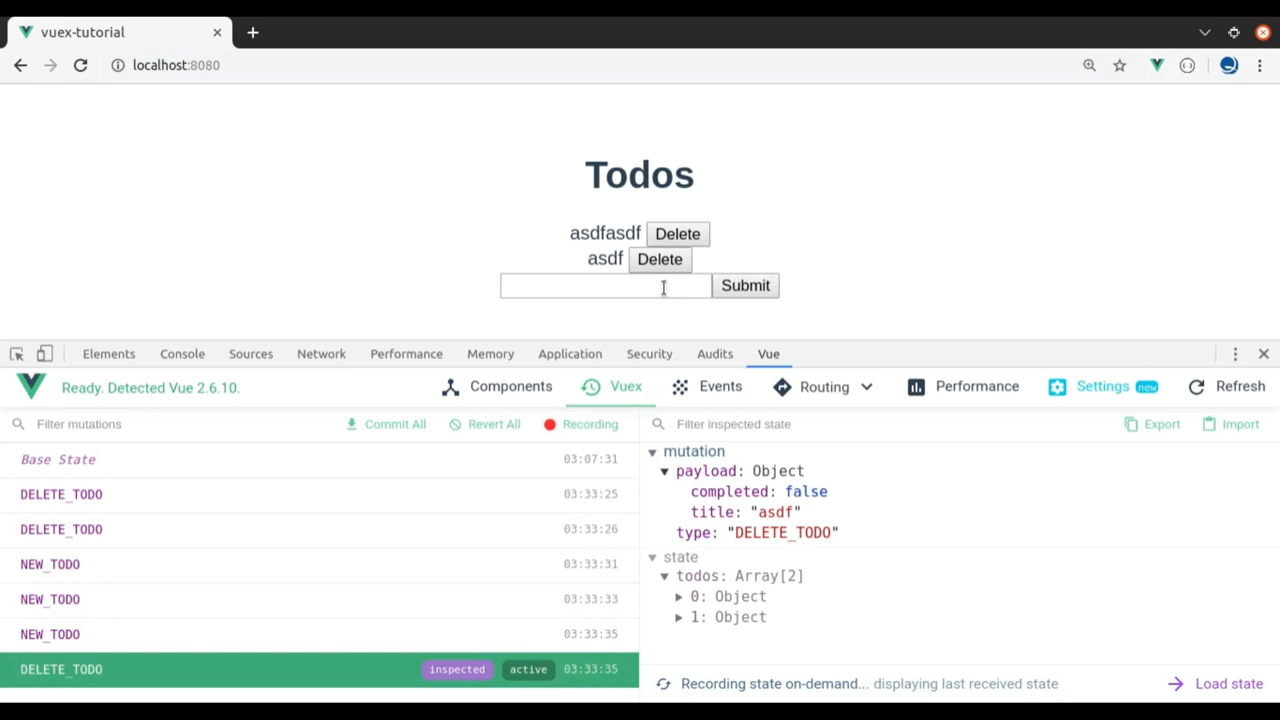 vuex-tutorial
localhost:8080
Todos
asdfasdf Delete
asdf Delete
Submit
Elements Console Sources Network Performance Memory Application Security Audits Vue
Ready. Detected Vue 2.6.10. Components Vuex Events Routing Performance Settings new Refresh
Filter mutations Commit All Revert All Recording Filter inspected state Export Import
Base State 03:07:31
DELETE_TODO 03:33:25
DELETE_TODO 03:33:26
NEW_TODO 03:33:31
NEW_TODO 03:33:33
NEW_TODO 03:33:35
DELETE_TODO inspected active 03:33:35
mutation
payload: Object
completed: false
title: "asdf"
type: "DELETE_TODO"
state
todos: Array[2]
0: Object
1: Object
Recording state on-demand... displaying last received state Load state